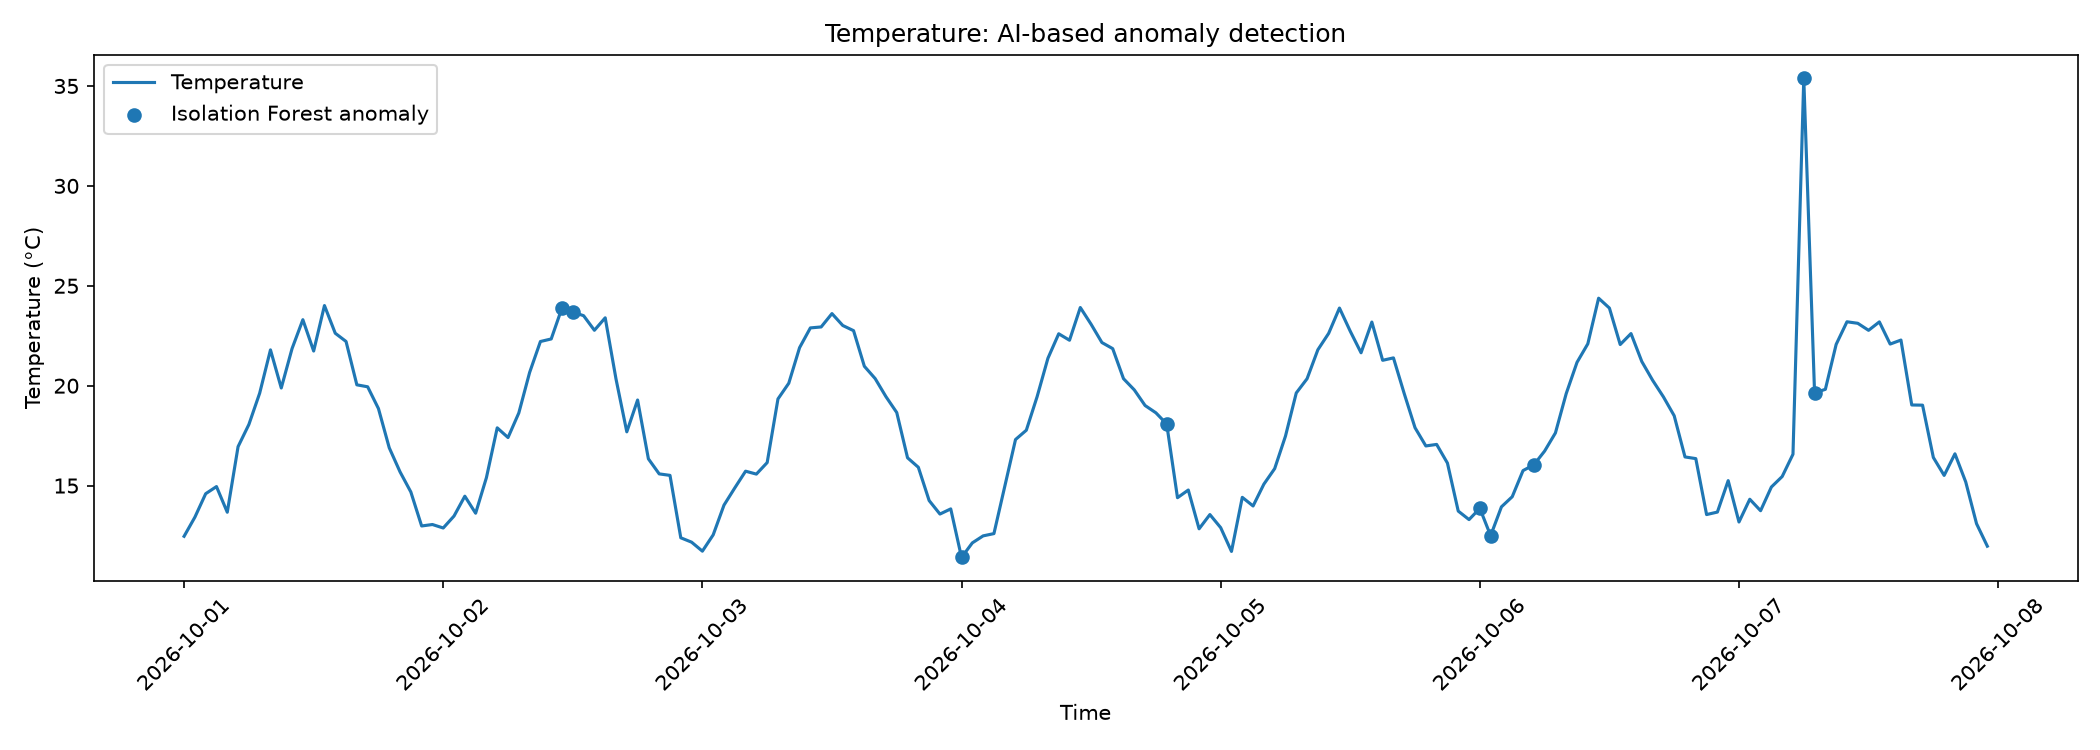 Temperature: AI-based anomaly detection
Temperature
Isolation Forest anomaly
Temperature (°C)
35
30
25
20
15
2026-10-01
2026-10-02
2026-10-03
2026-10-04
2026-10-05
2026-10-06
2026-10-07
2026-10-08
Time